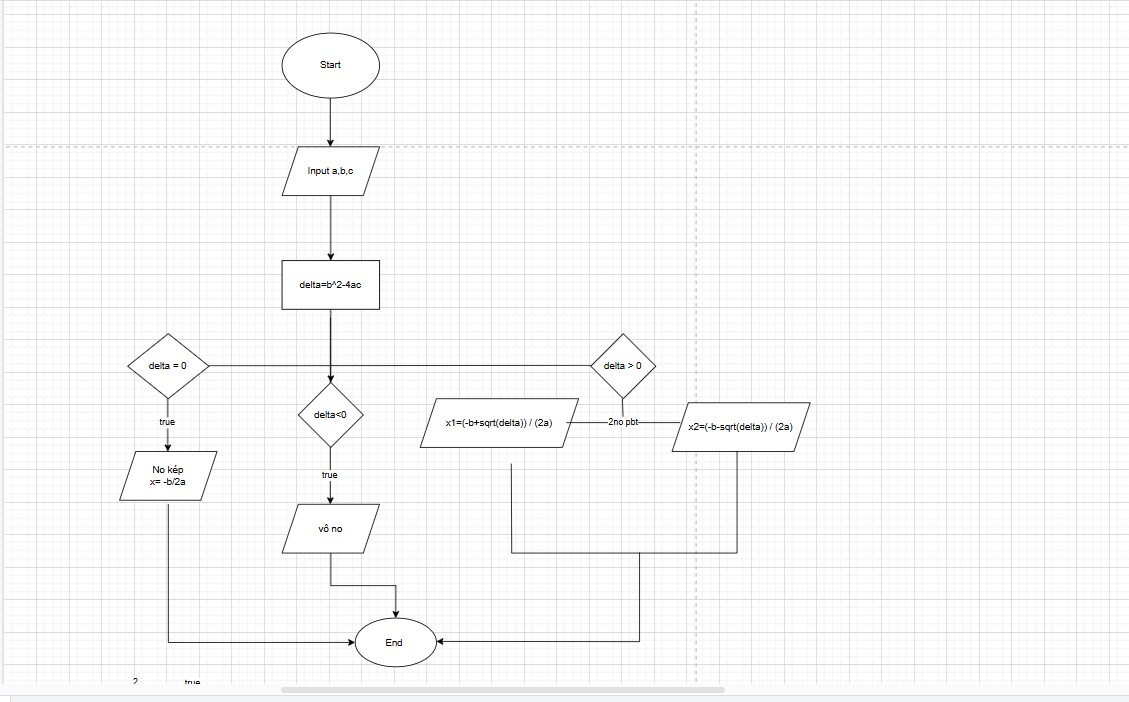 Start
Input a,b,c
delta=b^2-4ac
delta = 0
delta > 0
delta<0
true
2no pbt
x1=(-b+sqrt(delta)) / (2a)
x2=(-b-sqrt(delta)) / (2a)
No kép
x= -b/2a
true
vô no
End
2
true